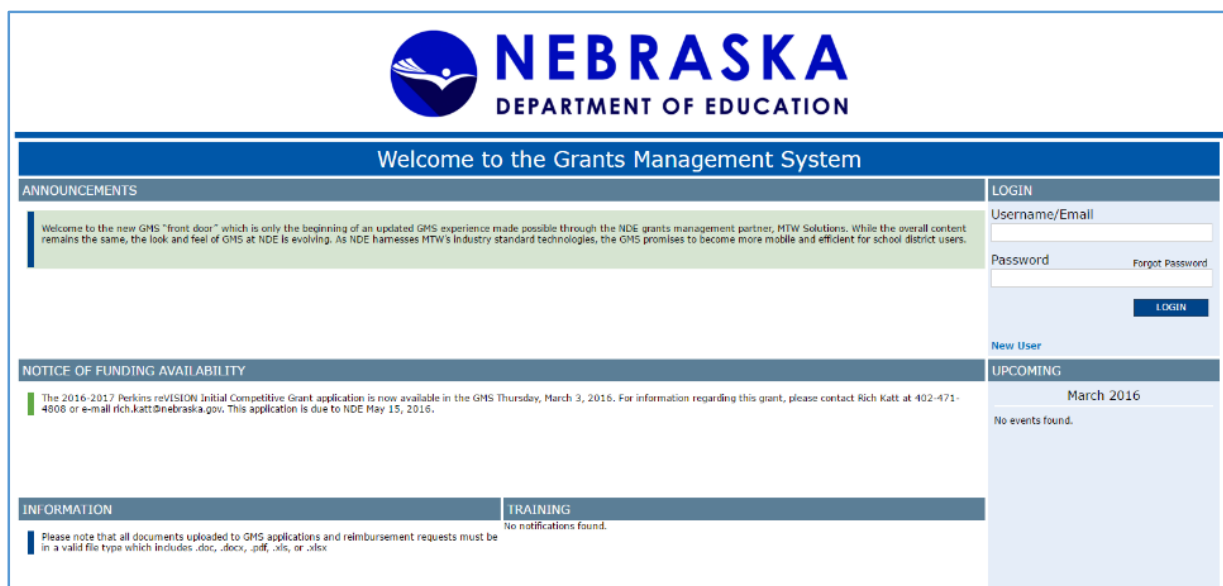 NEBRASKA
DEPARTMENT OF EDUCATION
Welcome to the Grants Management System
ANNOUNCEMENTS
Welcome to the new GMS "front door" which is only the beginning of an updated GMS experience made possible through the NDE grants management partner, MTW Solutions. While the overall content
remains the same, the look and feel of GMS at NDE is evolving. As NDE harnesses MTW's industry standard technologies, the GMS promises to become more mobile and efficient for school district users.
LOGIN
Username/Email
Password
Forgot Password
LOGIN
New User
NOTICE OF FUNDING AVAILABILITY
The 2016-2017 Perkins reVISION Initial Competitive Grant application is now available in the GMS Thursday, March 3, 2016. For information regarding this grant, please contact Rich Katt at 402-471-
4808 or e-mail rich.katt@nebraska.gov. This application is due to NDE May 15, 2016.
UPCOMING
March 2016
No events found.
INFORMATION
Please note that all documents uploaded to GMS applications and reimbursement requests must be
in a valid file type which includes .doc, .docx, .pdf, .xls, or .xlsx
TRAINING
No notifications found.